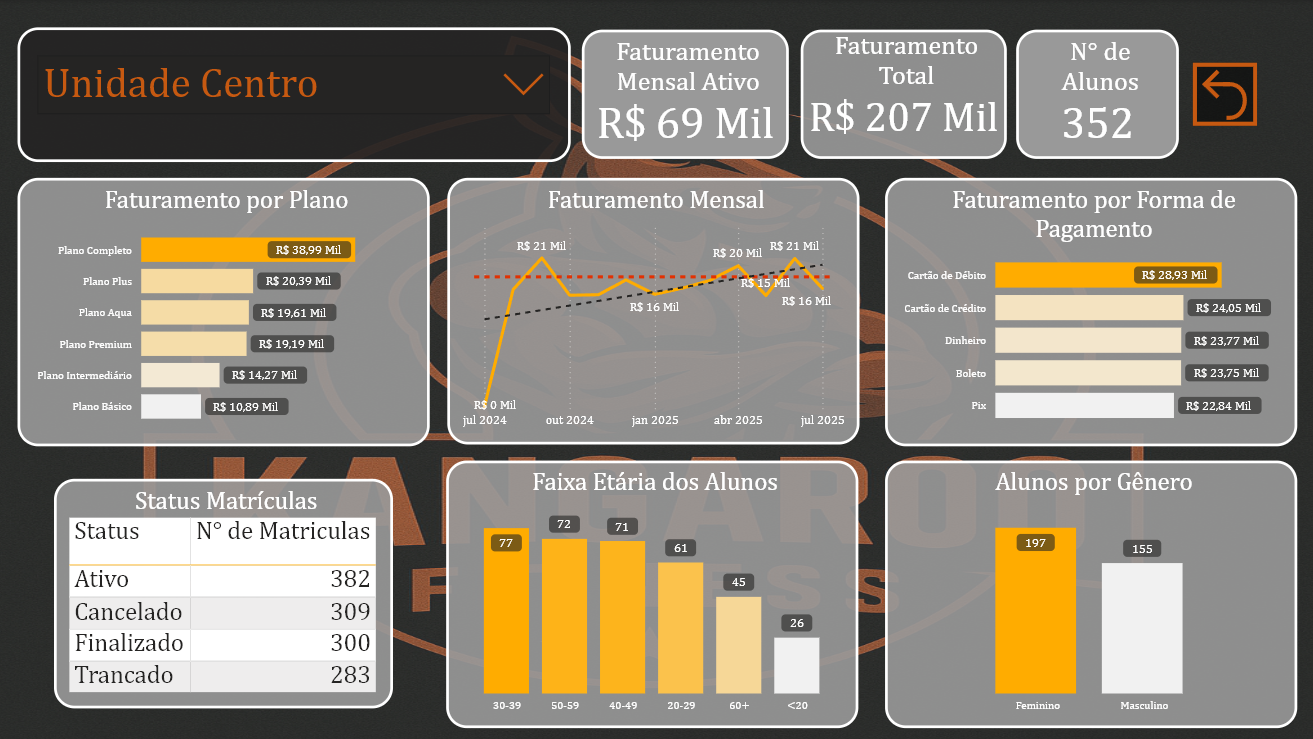 Unidade Centro
Faturamento
Mensal Ativo
R$ 69 Mil
Faturamento
Total
R$ 207 Mil
N° de
Alunos
352
Faturamento por Plano
Plano Completo R$ 38,99 Mil
Plano Plus R$ 20,39 Mil
Plano Aqua R$ 19,61 Mil
Plano Premium R$ 19,19 Mil
Plano Intermediário R$ 14,27 Mil
Plano Básico R$ 10,89 Mil
Faturamento Mensal
R$ 21 Mil
R$ 20 Mil
R$ 21 Mil
R$ 15 Mil
R$ 16 Mil
R$ 16 Mil
R$ 0 Mil
jul 2024 out 2024 jan 2025 abr 2025 jul 2025
Faturamento por Forma de
Pagamento
Cartão de Débito R$ 28,93 Mil
Cartão de Crédito R$ 24,05 Mil
Dinheiro R$ 23,77 Mil
Boleto R$ 23,75 Mil
Pix R$ 22,84 Mil
Status Matrículas
Status N° de Matriculas
Ativo 382
Cancelado 309
Finalizado 300
Trancado 283
Faixa Etária dos Alunos
77 72 71 61 45 26
30-39 50-59 40-49 20-29 60+ <20
Alunos por Gênero
197 155
Feminino Masculino
KANGAROO
FITNESS